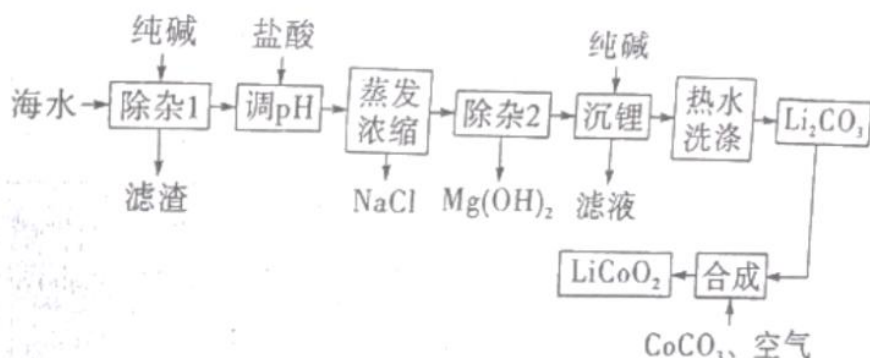 纯碱 盐酸 纯碱
海水 除杂1 调pH 蒸发浓缩 除杂2 沉锂 热水洗涤 Li₂CO₃
滤渣 NaCl Mg(OH)₂ 滤液
LiCoO₂ 合成
CoCO₃、空气